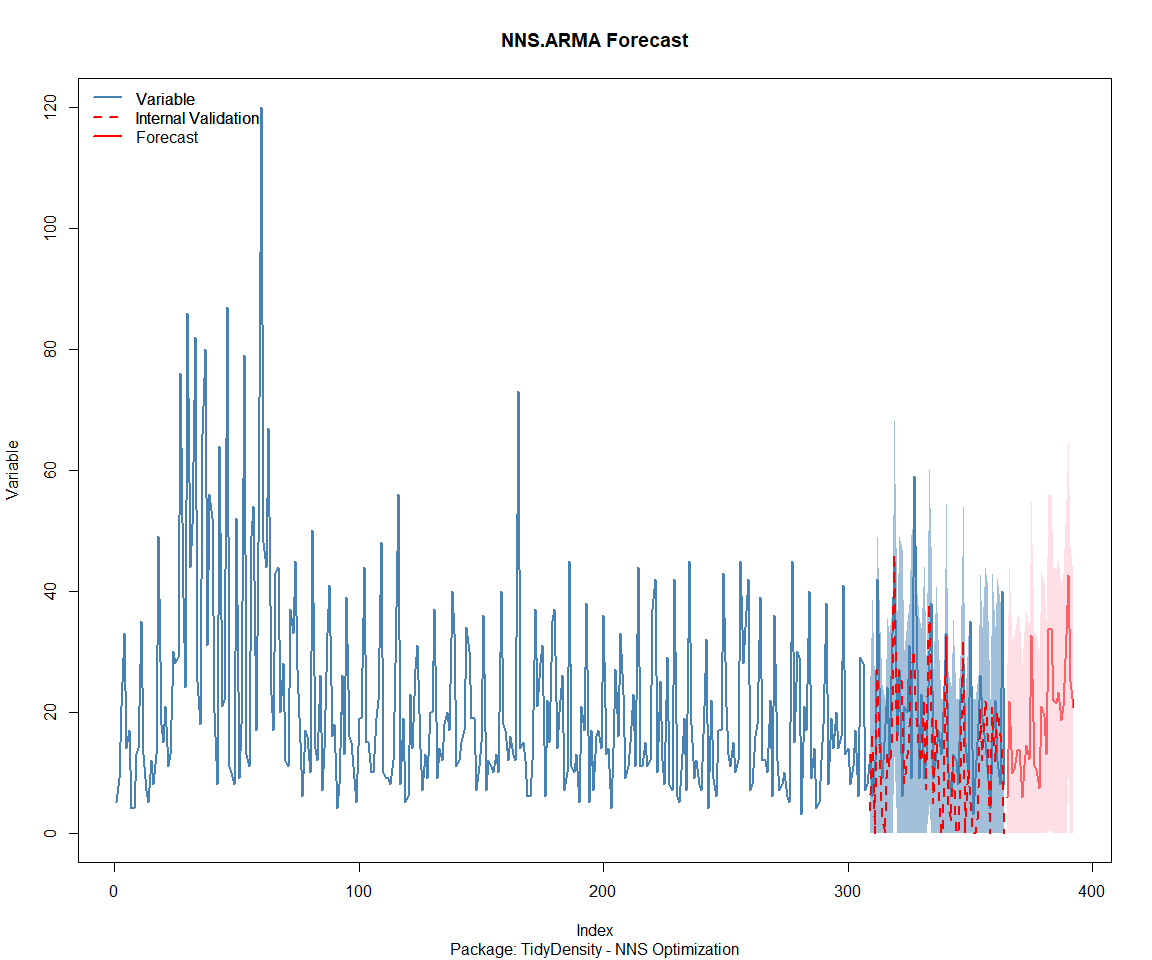 NNS.ARMA Forecast
Variable
Internal Validation
Forecast
120
100
80
60
40
20
0
Variable
0 100 200 300 400
Index
Package: TidyDensity - NNS Optimization